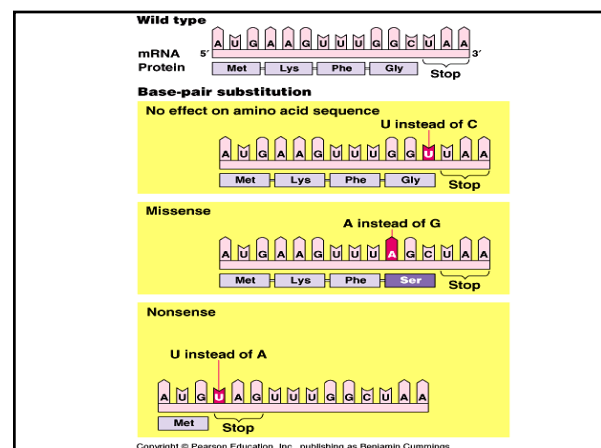 Wild type
A U G A A G U U U G G C U A A
mRNA 5′ 3′
Protein Met Lys Phe Gly Stop
Base-pair substitution
No effect on amino acid sequence
U instead of C
A U G A A G U U U G G U U A A
Met Lys Phe Gly Stop
Missense
A instead of G
A U G A A G U U U A G C U A A
Met Lys Phe Ser Stop
Nonsense
U instead of A
A U G U A G U U U G G C U A A
Met Stop
Copyright © Pearson Education, Inc., publishing as Benjamin Cummings